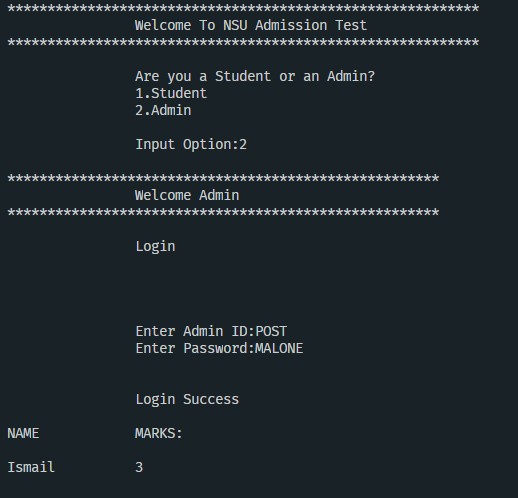 ***********************************************************
Welcome To NSU Admission Test
***********************************************************
Are you a Student or an Admin?
1.Student
2.Admin
Input Option:2
******************************************************
Welcome Admin
******************************************************
Login
Enter Admin ID:POST
Enter Password:MALONE
Login Success
NAME MARKS:
Ismail 3